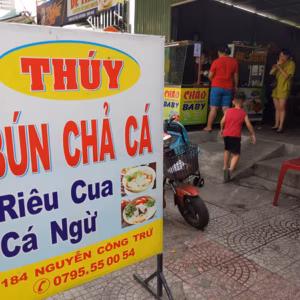 THÚY
BÚN CHẢ CÁ
Riêu Cua
Cá Ngừ
184 NGUYỄN CÔNG TRỨ
0795.55 00 54
CHÁO
BABY
CHÁO
BABY